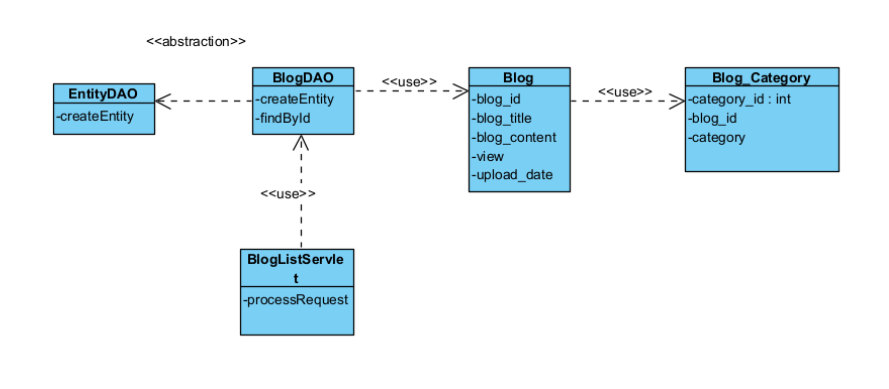 <<abstraction>>
EntityDAO
-createEntity
BlogDAO
-createEntity
-findById
<<use>>
Blog
-blog_id
-blog_title
-blog_content
-view
-upload_date
<<use>>
Blog_Category
-category_id : int
-blog_id
-category
<<use>>
BlogListServle
t
-processRequest